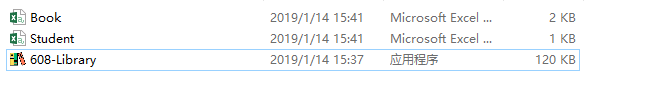 Book 2019/1/14 15:41 Microsoft Excel ... 2 KB
Student 2019/1/14 15:41 Microsoft Excel ... 1 KB
608-Library 2019/1/14 15:37 应用程序 120 KB